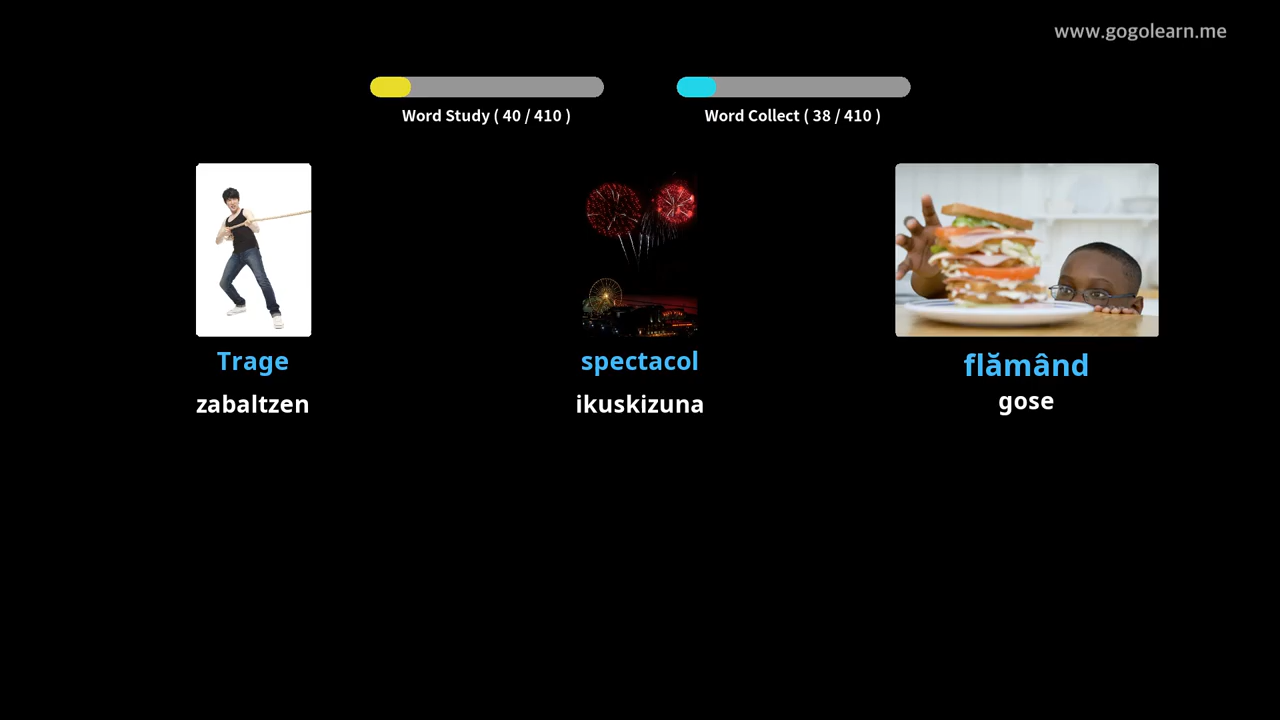 www.gogolearn.me
Word Study ( 40 / 410 )
Word Collect ( 38 / 410 )
Trage
zabaltzen
spectacol
ikuskizuna
flămând
gose